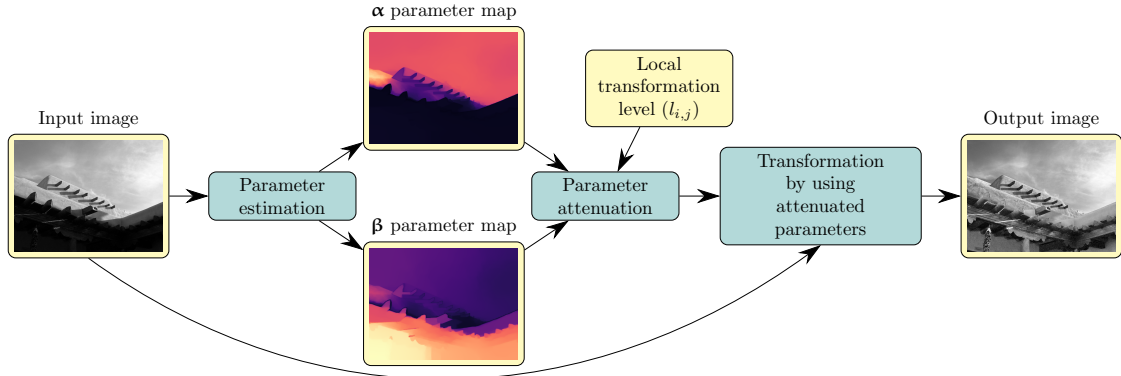 Input image
Parameter
estimation
𝛂 parameter map
𝛃 parameter map
Local
transformation
level (l_{i,j})
Parameter
attenuation
Transformation
by using
attenuated
parameters
Output image